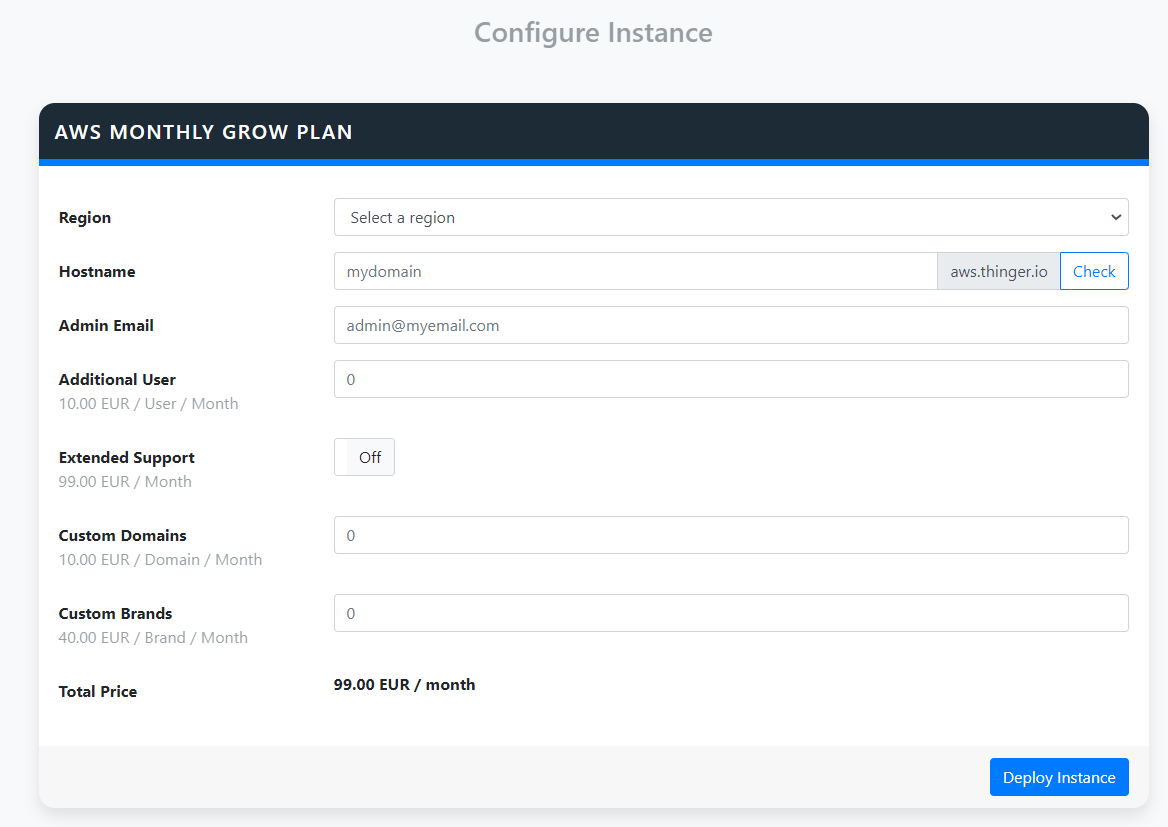 Configure Instance
AWS MONTHLY GROW PLAN
Region
Select a region
Hostname
mydomain
aws.thinger.io
Check
Admin Email
admin@myemail.com
Additional User
0
10.00 EUR / User / Month
Extended Support
Off
99.00 EUR / Month
Custom Domains
0
10.00 EUR / Domain / Month
Custom Brands
0
40.00 EUR / Brand / Month
Total Price
99.00 EUR / month
Deploy Instance